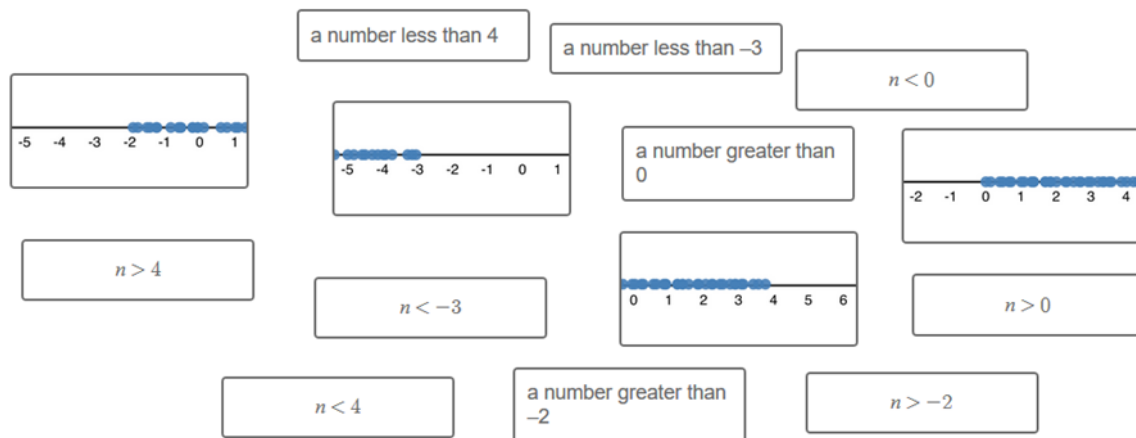 a number less than 4
a number less than –3
n < 0
-5 -4 -3 -2 -1 0 1
-5 -4 -3 -2 -1 0 1
a number greater than
0
-2 -1 0 1 2 3 4
n > 4
n < −3
0 1 2 3 4 5 6
n > 0
n < 4
a number greater than
–2
n > −2